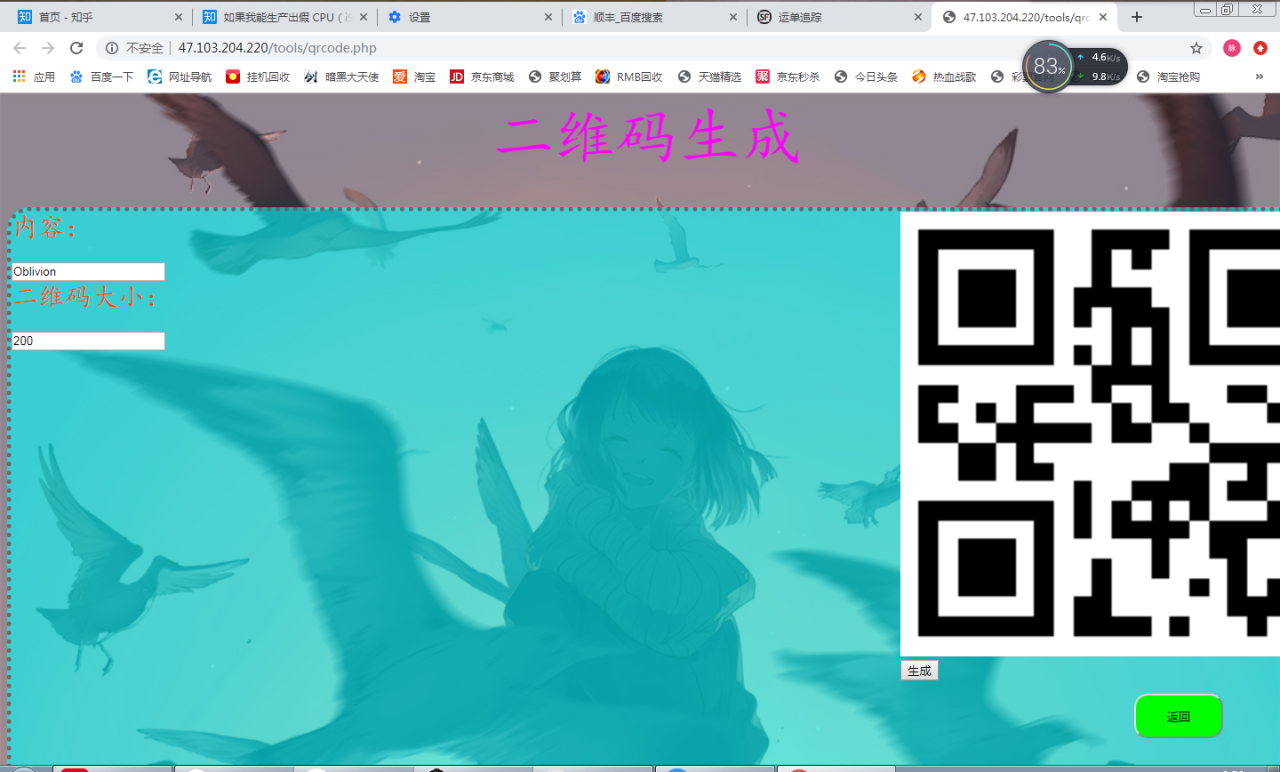 首页 - 知乎
如果我能生产出假 CPU（
设置
顺丰_百度搜索
运单追踪
47.103.204.220/tools/qrc
不安全
47.103.204.220/tools/qrcode.php
83%
4.6K/s
9.8K/s
应用
百度一下
网址导航
挂机回收
暗黑大天使
淘宝
京东商城
聚划算
RMB回收
天猫精选
京东秒杀
今日头条
热血战歌
淘宝抢购
二维码生成
内容：
Oblivion
二维码大小：
200
生成
返回